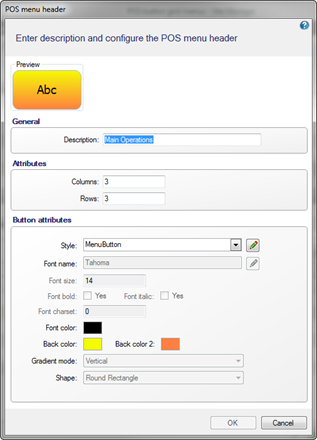 POS menu header
Enter description and configure the POS menu header
Preview
Abc
General
Description: Main Operations
Attributes
Columns: 3
Rows: 3
Button attributes
Style: MenuButton
Font name: Tahoma
Font size: 14
Font bold: Yes Font italic: Yes
Font charset: 0
Font color:
Back color: Back color 2:
Gradient mode: Vertical
Shape: Round Rectangle
OK Cancel